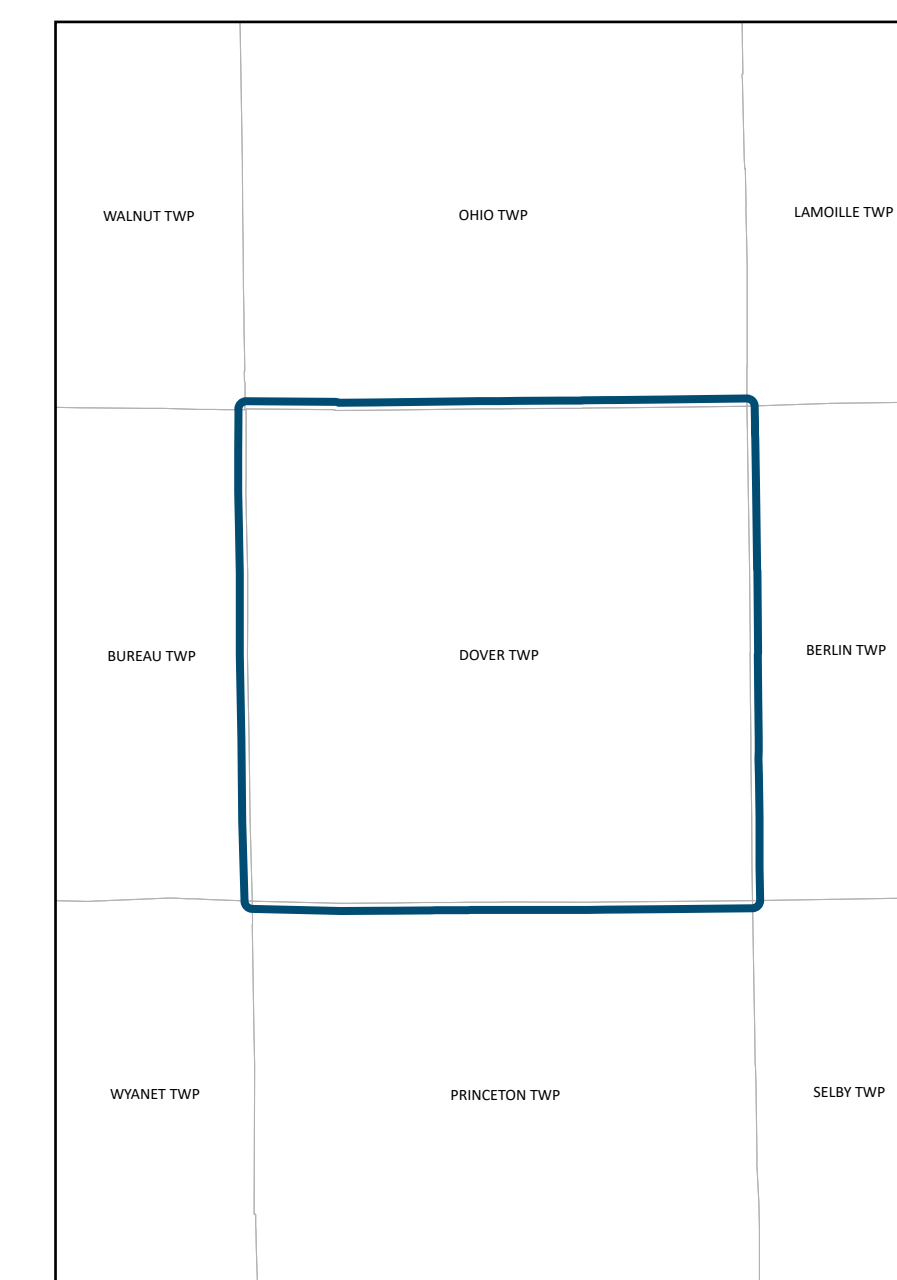 WALNUT TWP
OHIO TWP
LAMOILLE TWP
BUREAU TWP
DOVER TWP
BERLIN TWP
WYANET TWP
PRINCETON TWP
SELBY TWP